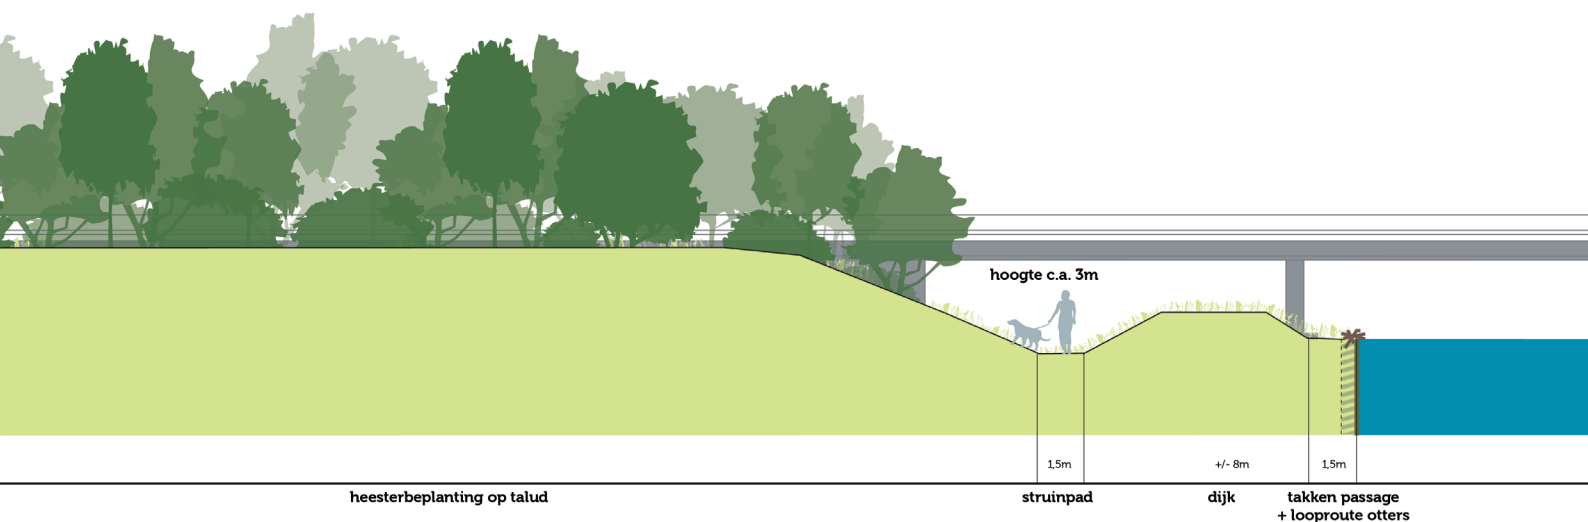 hoogte c.a. 3m
1,5m
+/- 8m
1,5m
heesterbeplanting op talud
struinpad
dijk
takken passage
+ looproute otters